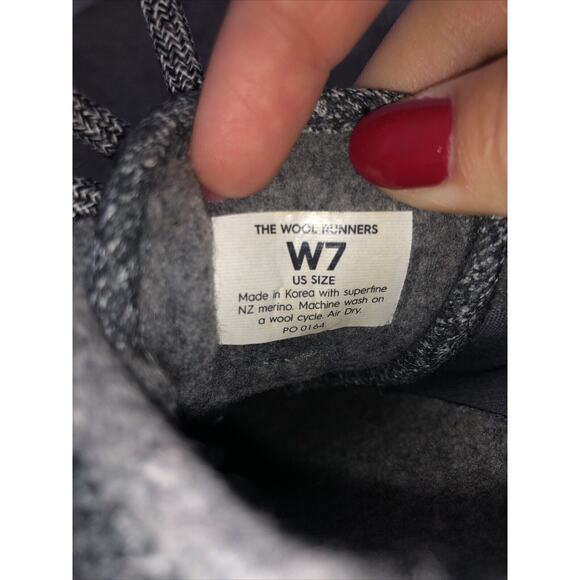 THE WOOL RUNNERS
W7
US SIZE
Made in Korea with superfine
NZ merino. Machine wash on
a wool cycle. Air Dry.
PO 0164